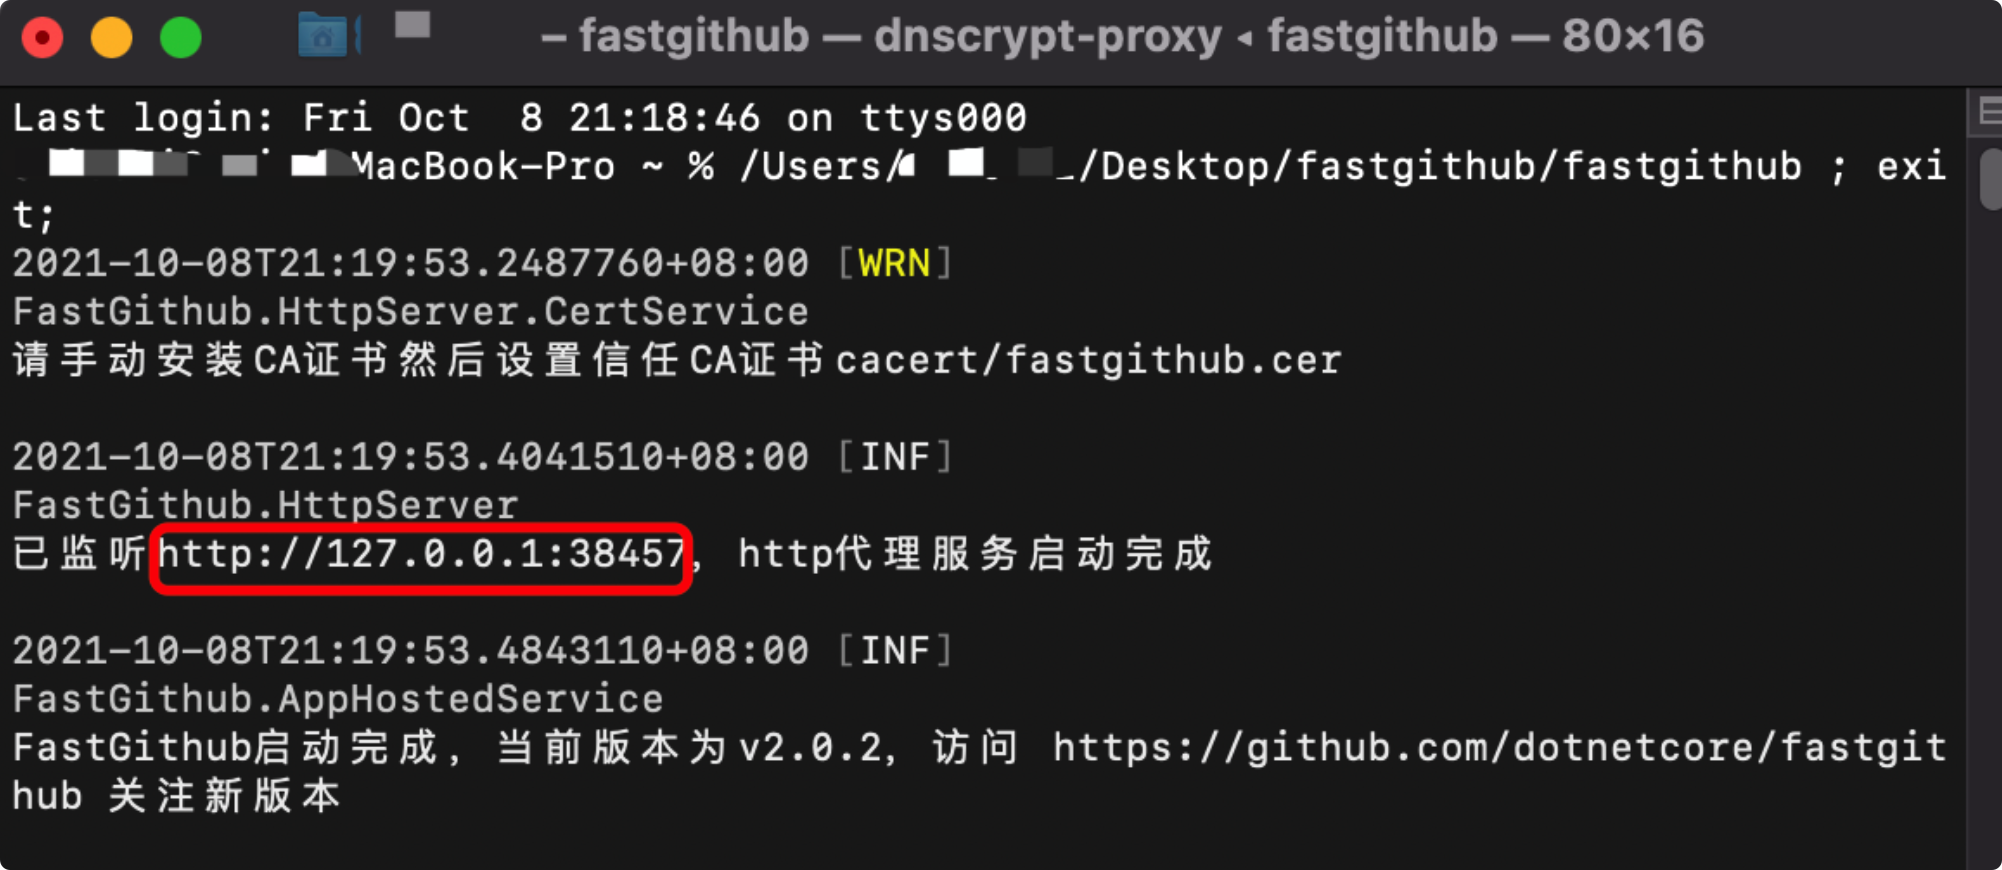 — fastgithub — dnscrypt-proxy ◂ fastgithub — 80×16
Last login: Fri Oct  8 21:18:46 on ttys000
MacBook-Pro ~ % /Users/ /Desktop/fastgithub/fastgithub ; exi
t;
2021-10-08T21:19:53.2487760+08:00 [WRN]
FastGithub.HttpServer.CertService
请手动安装CA证书然后设置信任CA证书cacert/fastgithub.cer
2021-10-08T21:19:53.4041510+08:00 [INF]
FastGithub.HttpServer
已监听http://127.0.0.1:38457，http代理服务启动完成
2021-10-08T21:19:53.4843110+08:00 [INF]
FastGithub.AppHostedService
FastGithub启动完成，当前版本为v2.0.2，访问 https://github.com/dotnetcore/fastgit
hub 关注新版本